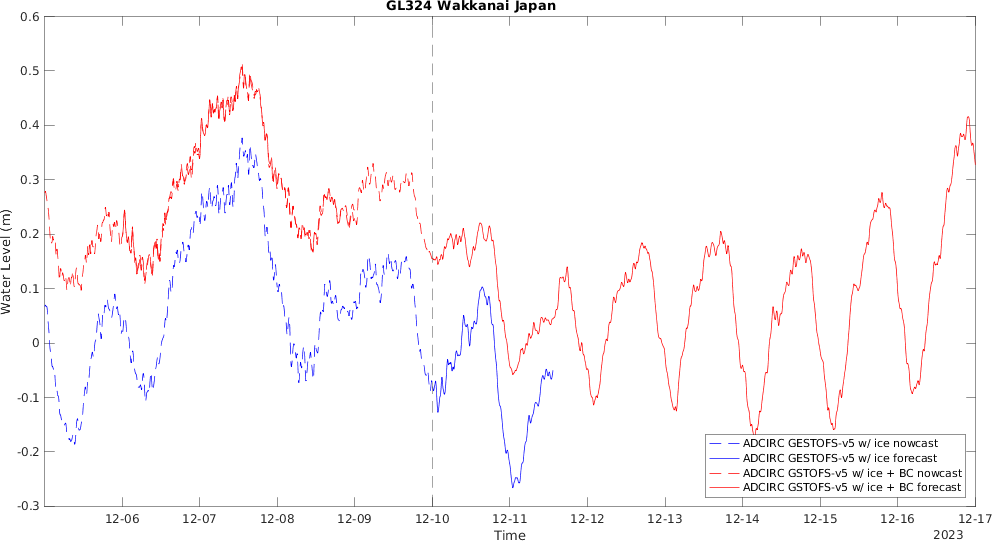 GL324 Wakkanai Japan
0.6
0.5
0.4
0.3
0.2
0.1
0
-0.1
-0.2
-0.3
Water Level (m)
ADCIRC GESTOFS-v5 w/ ice nowcast
ADCIRC GESTOFS-v5 w/ ice forecast
ADCIRC GSTOFS-v5 w/ ice + BC nowcast
ADCIRC GSTOFS-v5 w/ ice + BC forecast
12-06 12-07 12-08 12-09 12-10 12-11 12-12 12-13 12-14 12-15 12-16 12-17
Time
2023